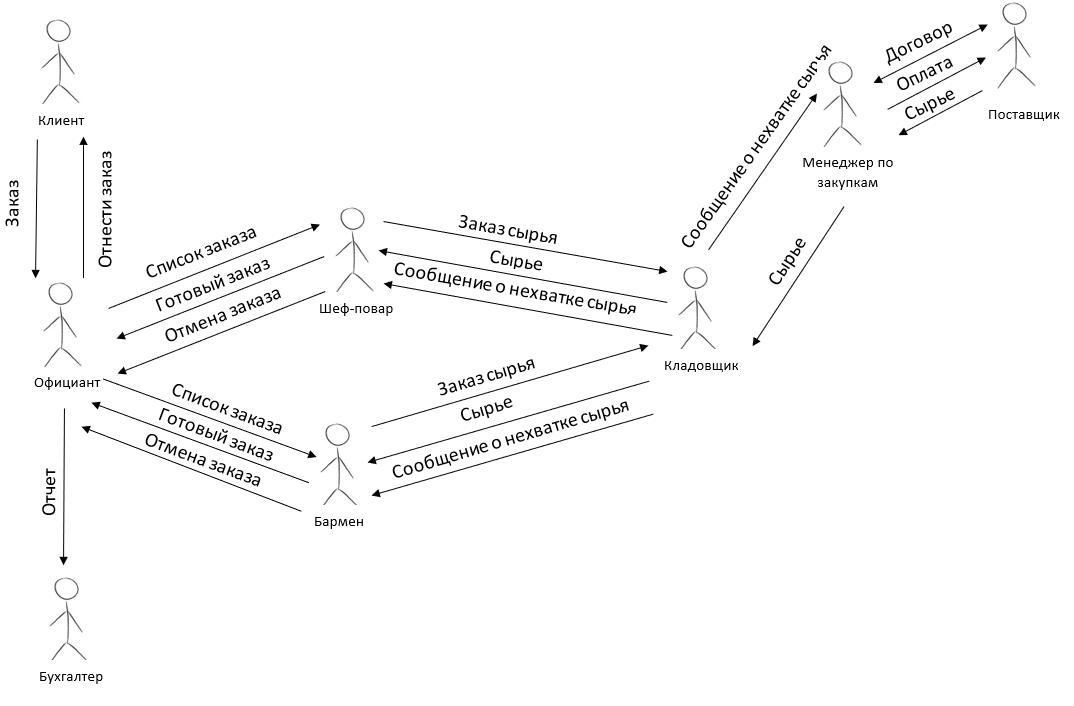 Клиент
Заказ
Отнести заказ
Официант
Отчет
Бухгалтер
Список заказа
Готовый заказ
Отмена заказа
Шеф-повар
Список заказа
Готовый заказ
Отмена заказа
Бармен
Заказ сырья
Сырье
Сообщение о нехватке сырья
Заказ сырья
Сырье
Сообщение о нехватке сырья
Кладовщик
Сообщение о нехватке сырья
Сырье
Менеджер по
закупкам
Договор
Оплата
Сырье
Поставщик